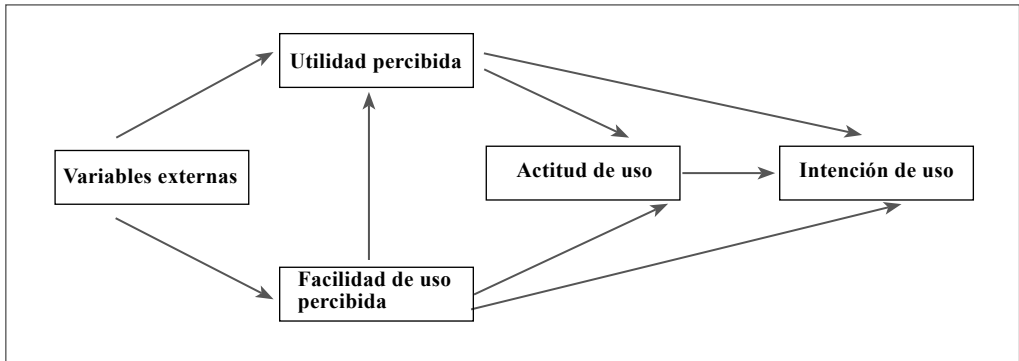 Utilidad percibida
Variables externas
Actitud de uso
Intención de uso
Facilidad de uso
percibida